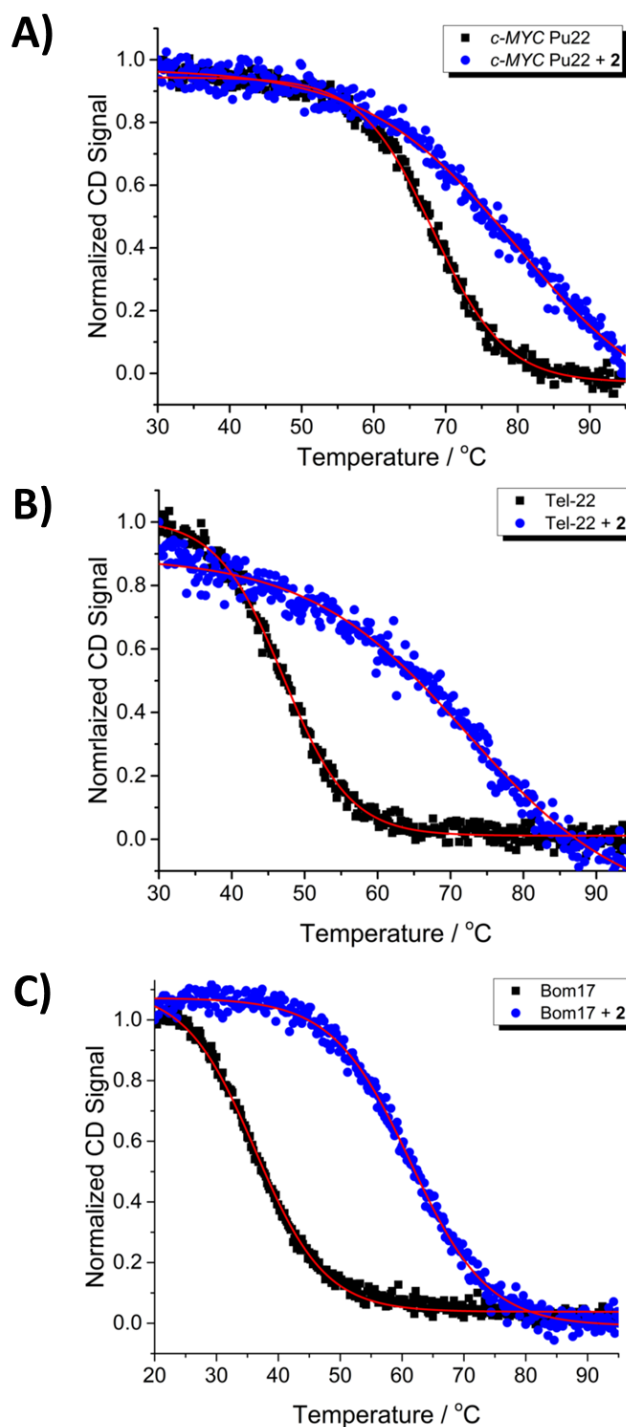 A)
c-MYC Pu22
c-MYC Pu22 + 2
Normalized CD Signal
1.0
0.8
0.6
0.4
0.2
0.0
30 40 50 60 70 80 90
Temperature / °C
B)
Tel-22
Tel-22 + 2
Nomrlaized CD Signal
1.0
0.8
0.6
0.4
0.2
0.0
30 40 50 60 70 80 90
Temperature / °C
C)
Bom17
Bom17 + 2
Normalized CD Signal
1.0
0.8
0.6
0.4
0.2
0.0
20 30 40 50 60 70 80 90
Temperature / °C